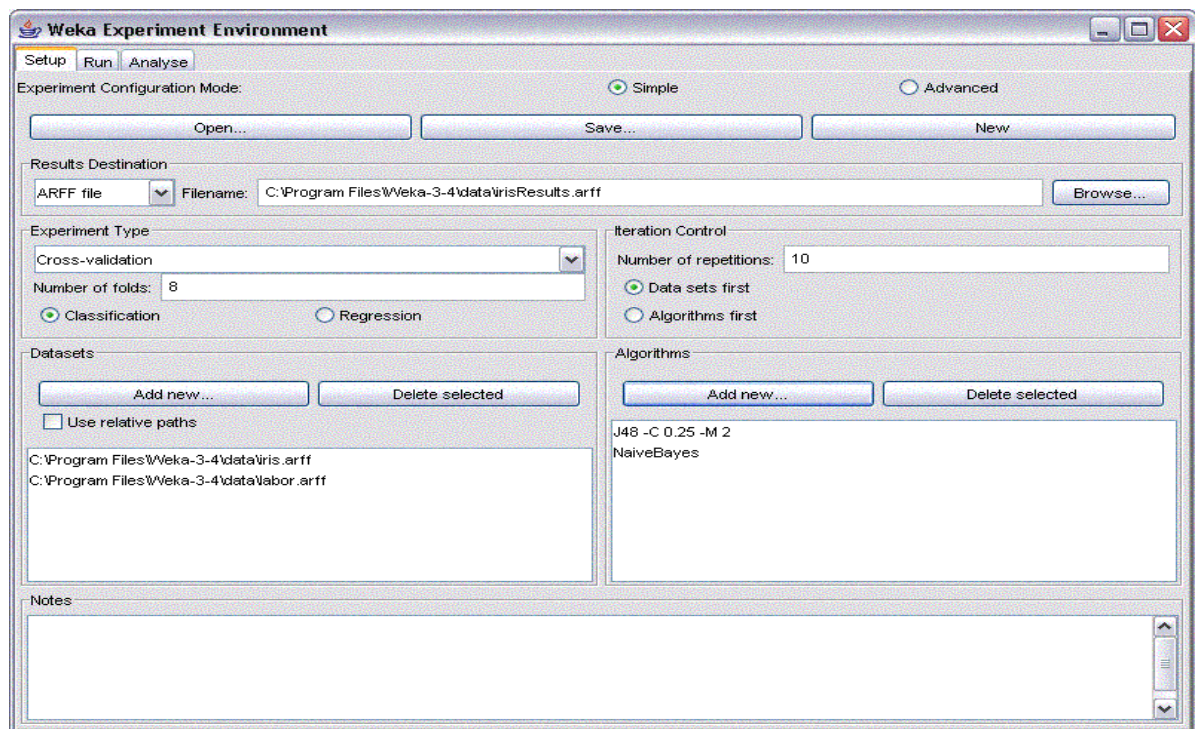 Weka Experiment Environment
Setup Run Analyse
Experiment Configuration Mode: Simple Advanced
Open... Save... New
Results Destination
ARFF file Filename: C:\Program Files\Weka-3-4\data\irisResults.arff Browse...
Experiment Type Iteration Control
Cross-validation Number of repetitions: 10
Number of folds: 8 Data sets first
Classification Regression Algorithms first
Datasets Algorithms
Add new... Delete selected Add new... Delete selected
Use relative paths
J48 -C 0.25 -M 2
C:\Program Files\Weka-3-4\data\iris.arff NaiveBayes
C:\Program Files\Weka-3-4\data\labor.arff
Notes